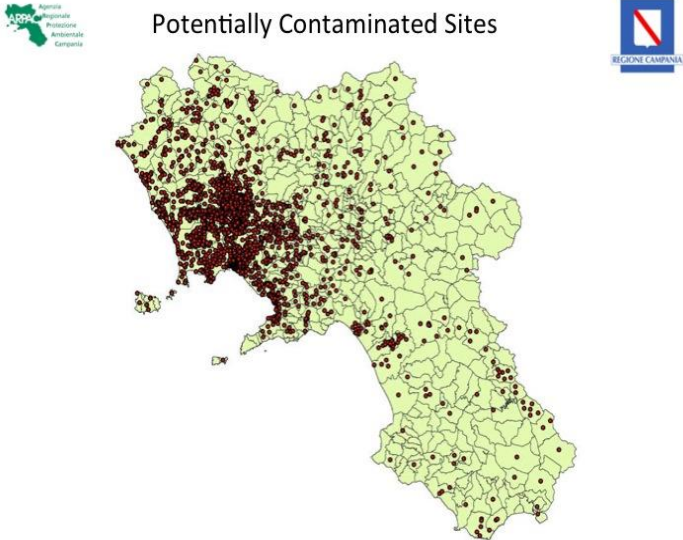 Agenzia
ARPAC Regionale
Protezione
Ambientale
Campania
Potentially Contaminated Sites
REGIONE CAMPANIA